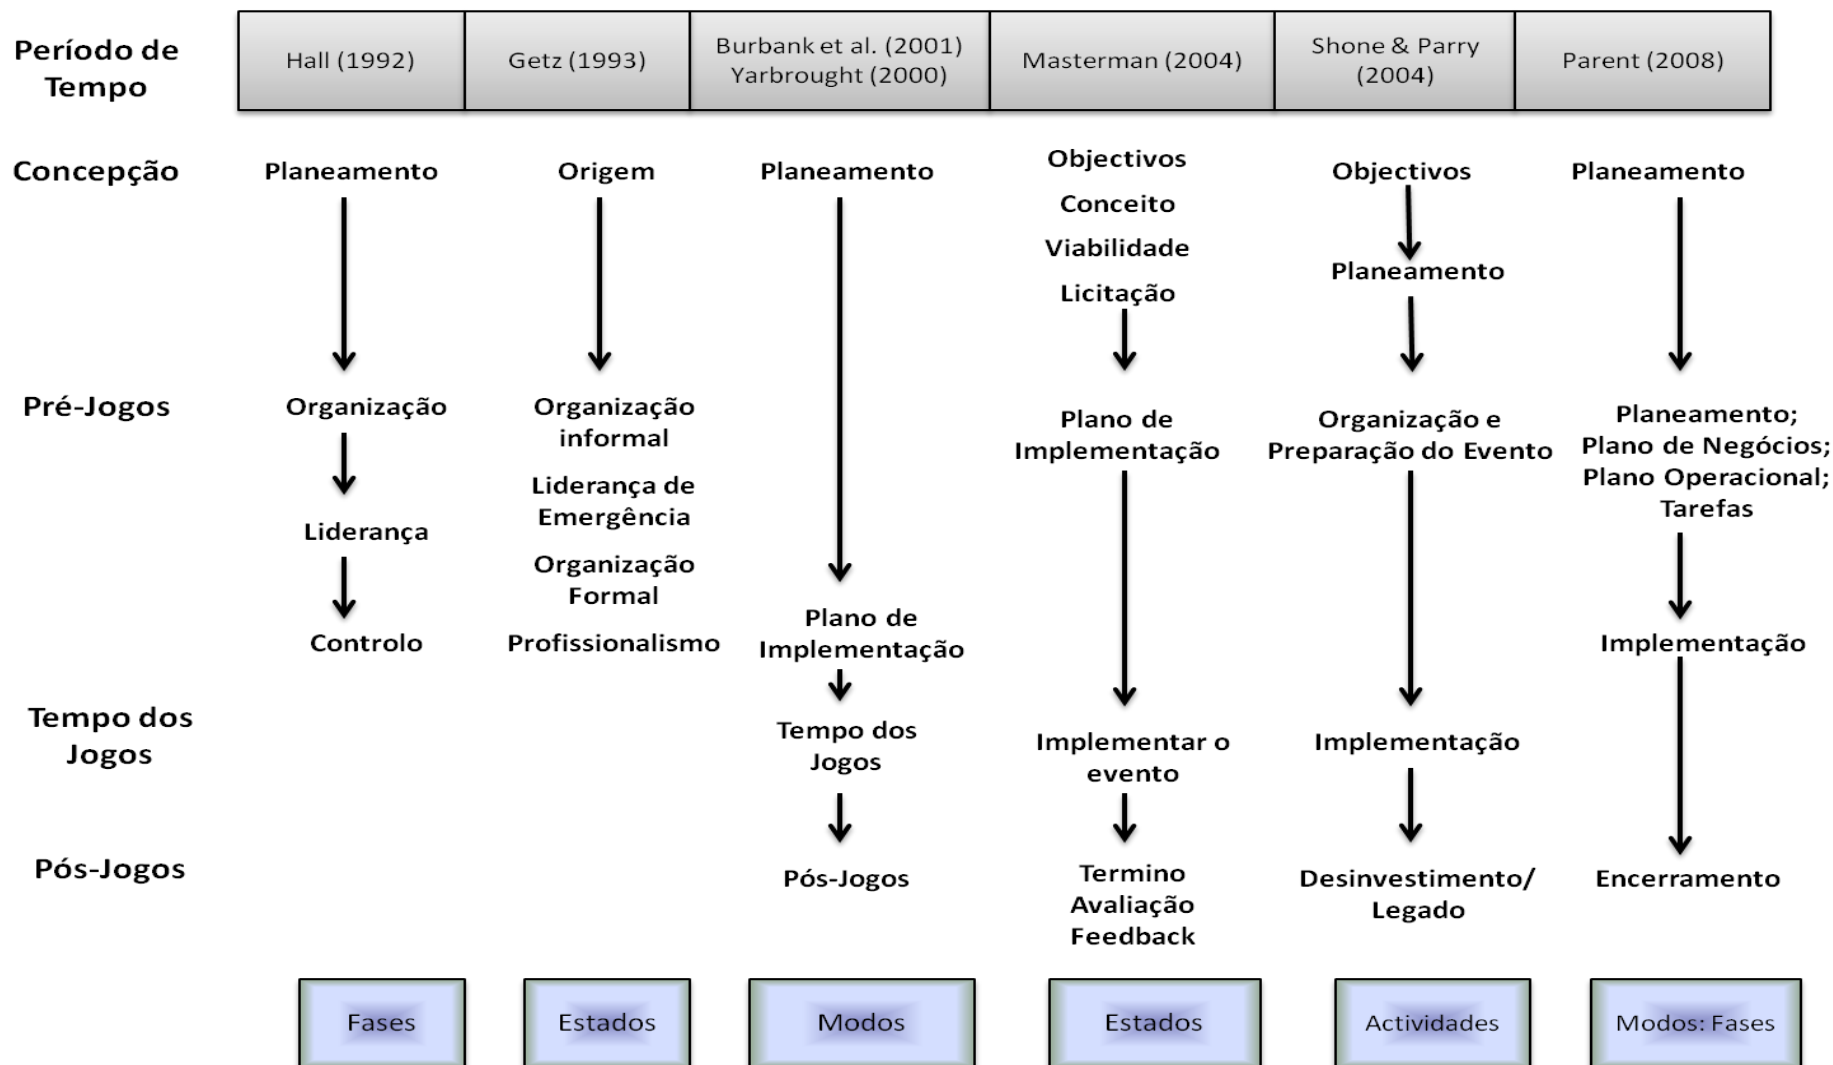 Período de
Tempo
Hall (1992)
Getz (1993)
Burbank et al. (2001)
Yarbrought (2000)
Masterman (2004)
Shone & Parry
(2004)
Parent (2008)
Concepção
Planeamento
Origem
Planeamento
Objectivos
Conceito
Viabilidade
Licitação
Objectivos
Planeamento
Planeamento
Pré-Jogos
Organização
Liderança
Controlo
Organização
informal
Liderança de
Emergência
Organização
Formal
Profissionalismo
Plano de
Implementação
Plano de
Implementação
Organização e
Preparação do Evento
Planeamento;
Plano de Negócios;
Plano Operacional;
Tarefas
Implementação
Tempo dos
Jogos
Tempo dos
Jogos
Implementar o
evento
Implementação
Pós-Jogos
Pós-Jogos
Termino
Avaliação
Feedback
Desinvestimento/
Legado
Encerramento
Fases
Estados
Modos
Estados
Actividades
Modos: Fases